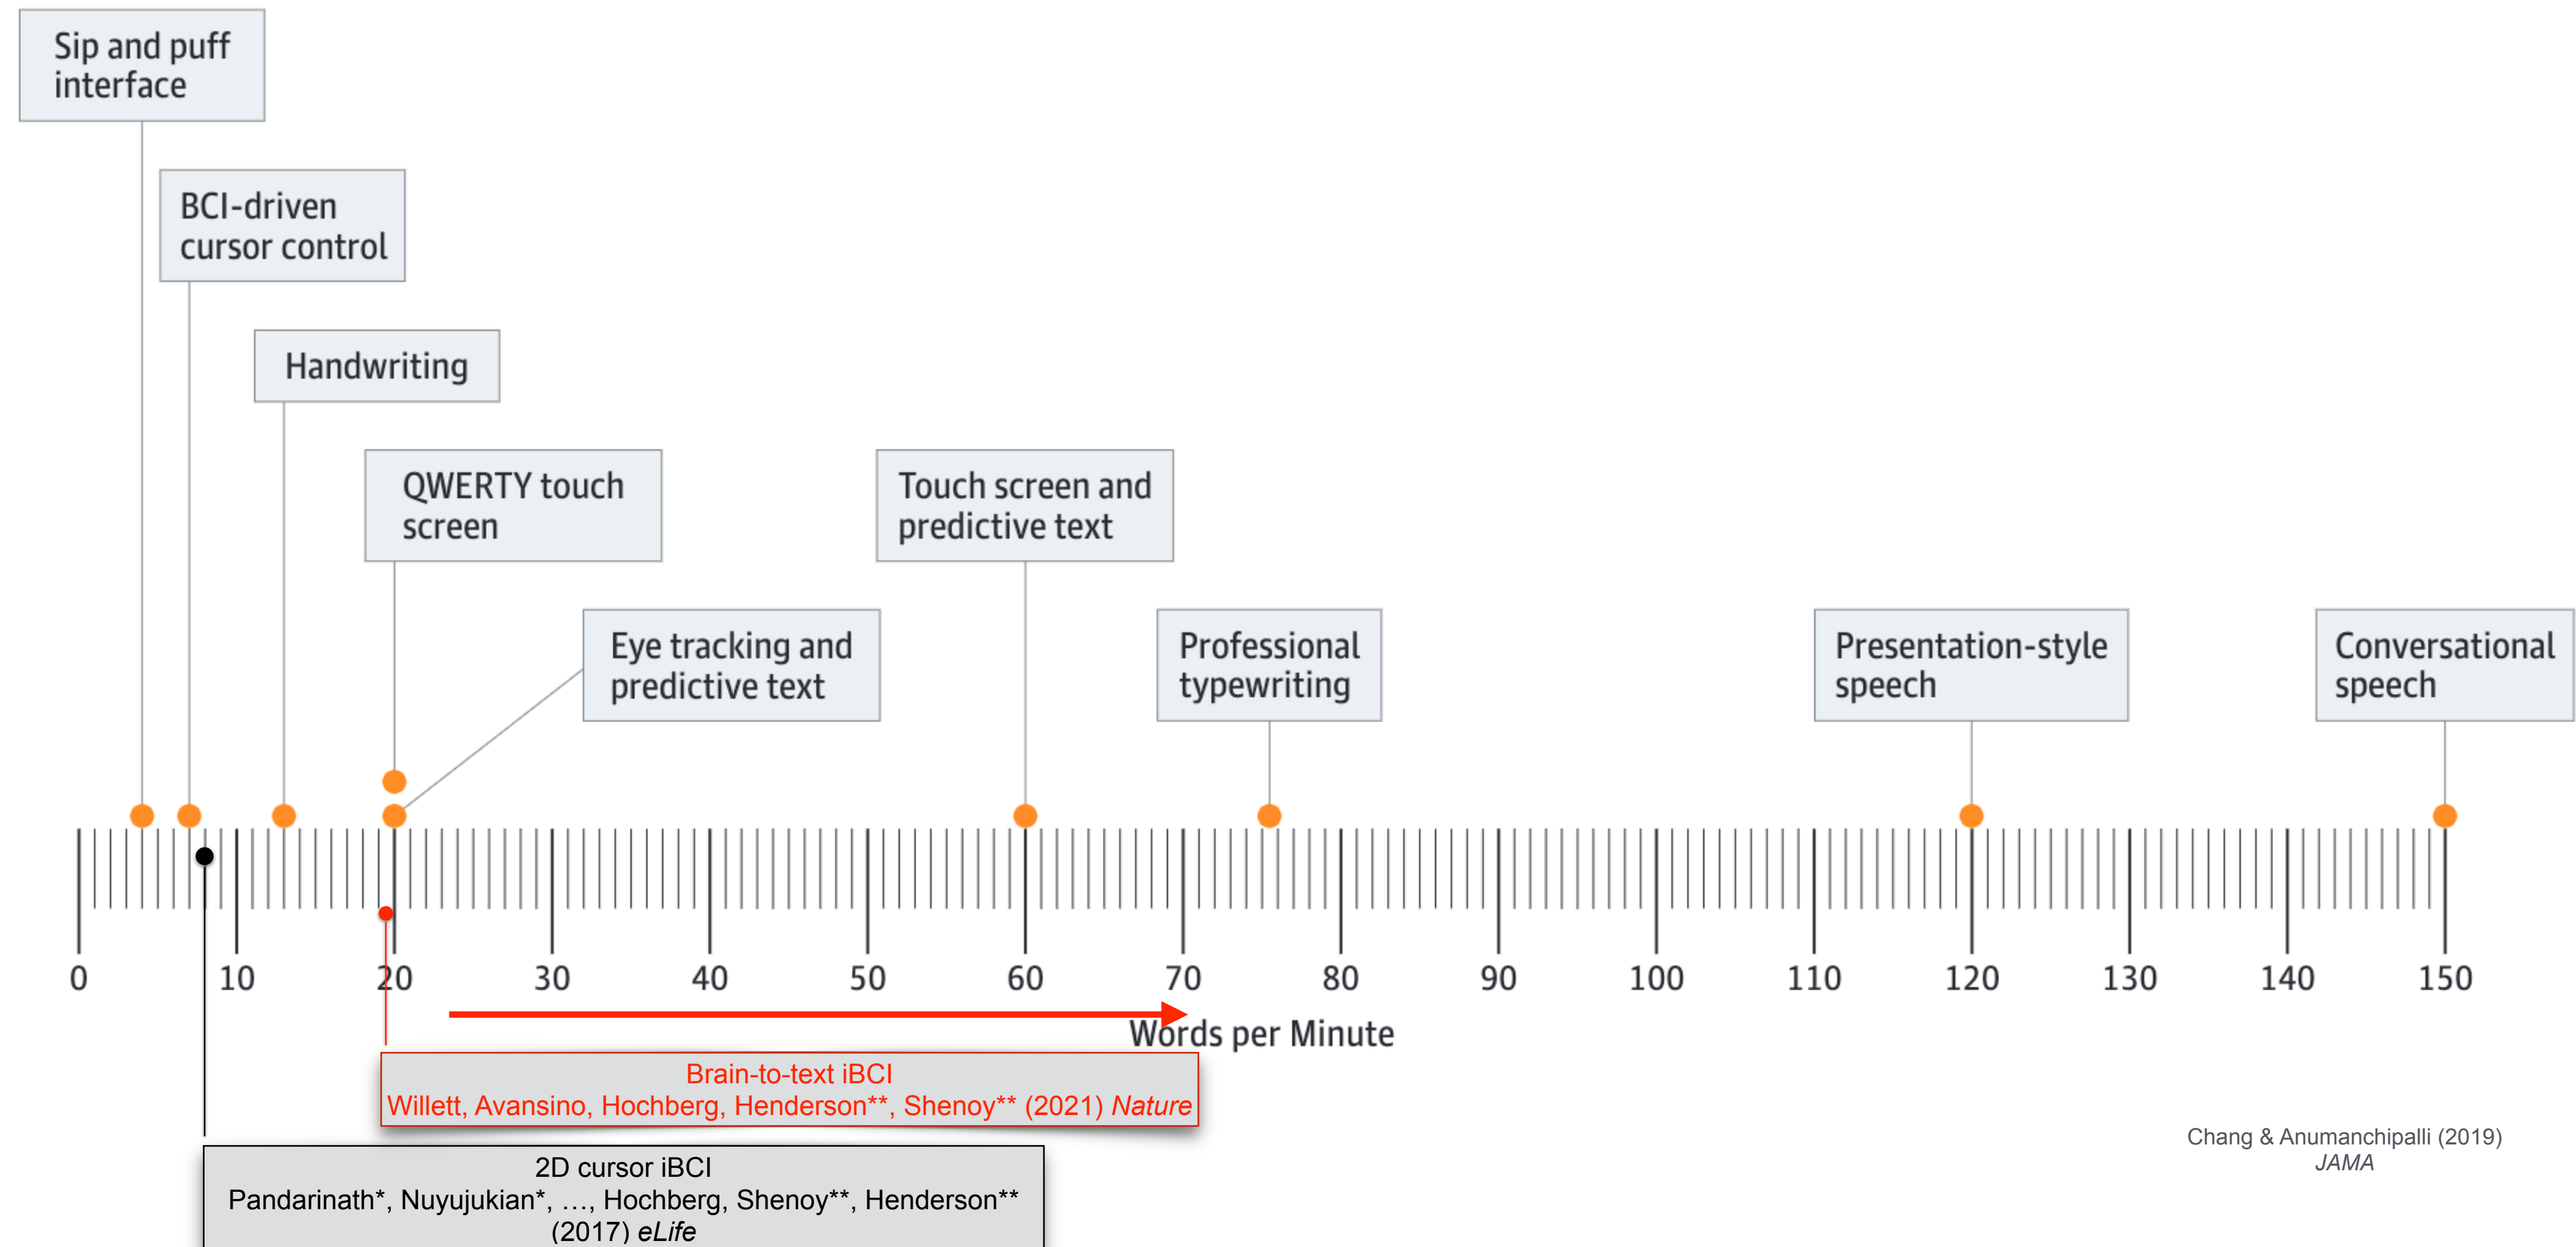 Sip and puff
interface
BCI-driven
cursor control
Handwriting
QWERTY touch
screen
Touch screen and
predictive text
Eye tracking and
predictive text
Professional
typewriting
Presentation-style
speech
Conversational
speech
0 10 20 30 40 50 60 70 80 90 100 110 120 130 140 150
Words per Minute
Brain-to-text iBCI
Willett, Avansino, Hochberg, Henderson**, Shenoy** (2021) Nature
2D cursor iBCI
Pandarinath*, Nuyujukian*, …, Hochberg, Shenoy**, Henderson**
(2017) eLife
Chang & Anumanchipalli (2019)
JAMA